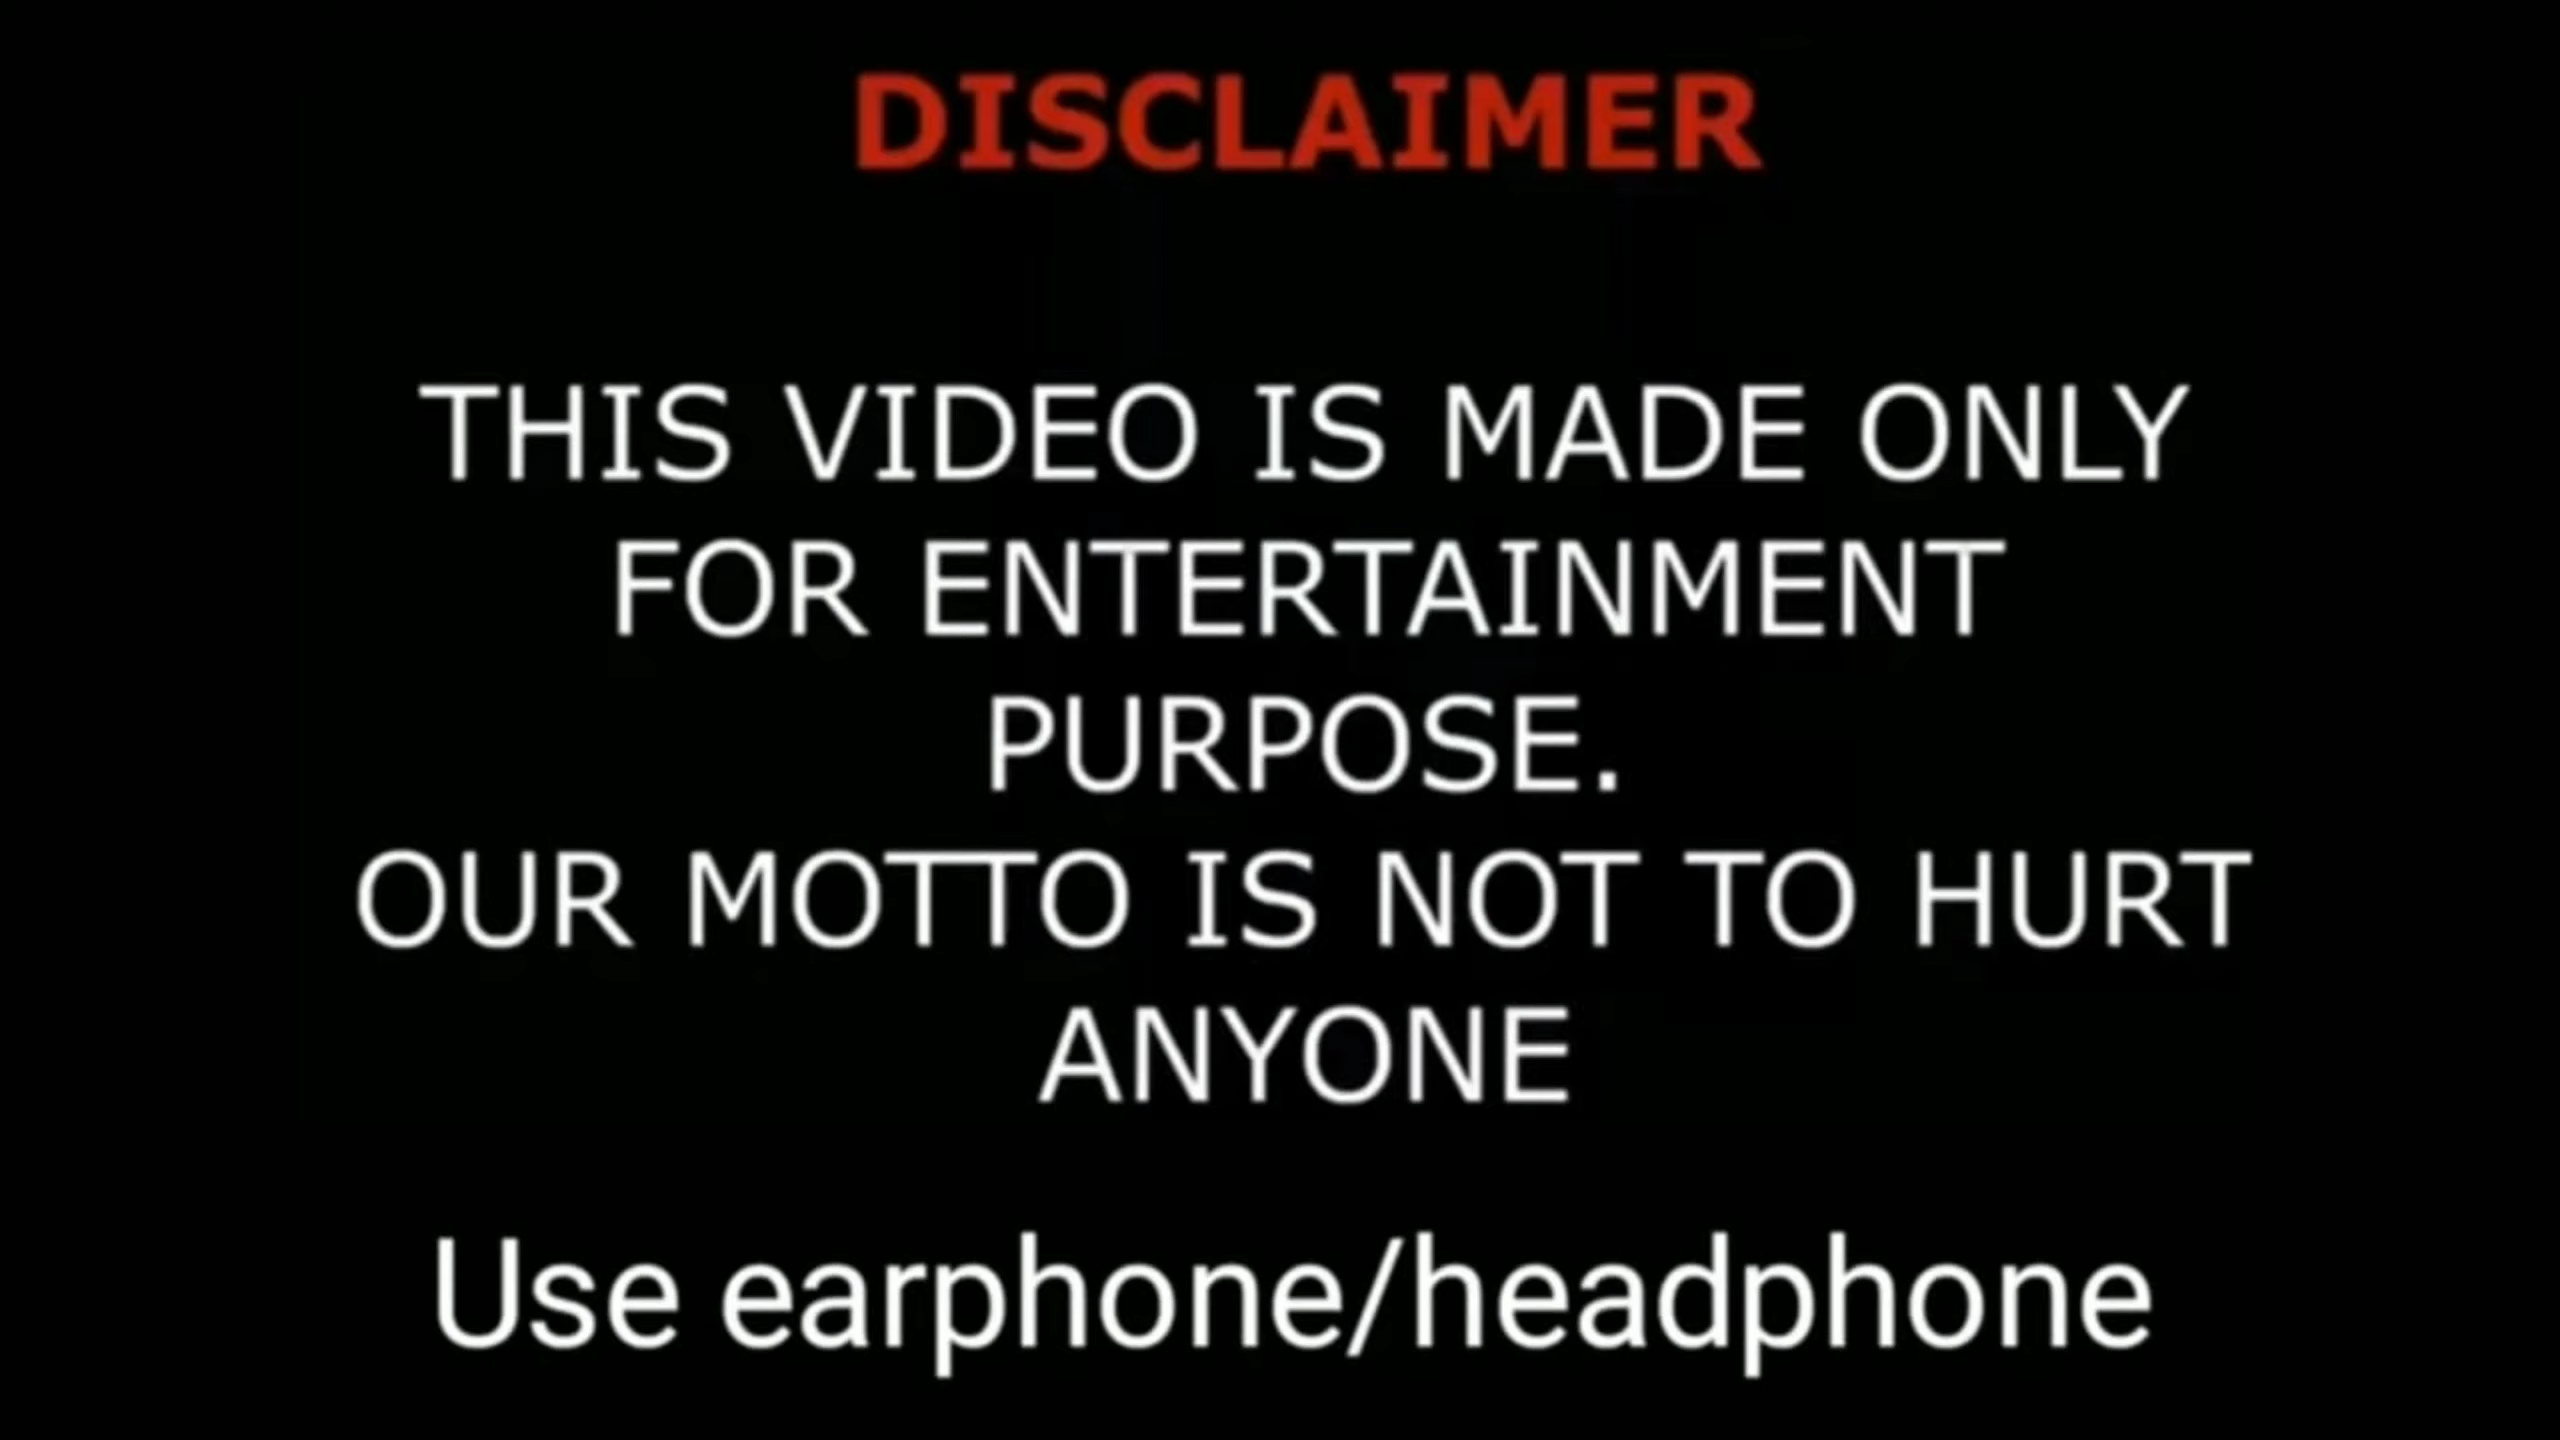 DISCLAIMER
THIS VIDEO IS MADE ONLY
FOR ENTERTAINMENT
PURPOSE.
OUR MOTTO IS NOT TO HURT
ANYONE
Use earphone/headphone